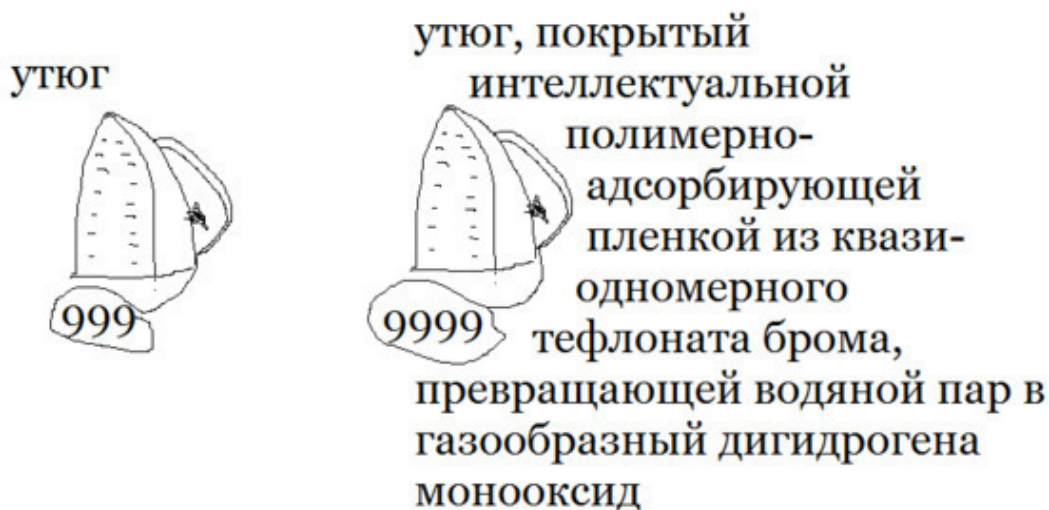 утюг
999
утюг, покрытый
интеллектуальной
полимерно-
адсорбирующей
пленкой из квази-
одномерного
9999
тефлоната брома,
превращающей водяной пар в
газообразный дигидрогена
монооксид